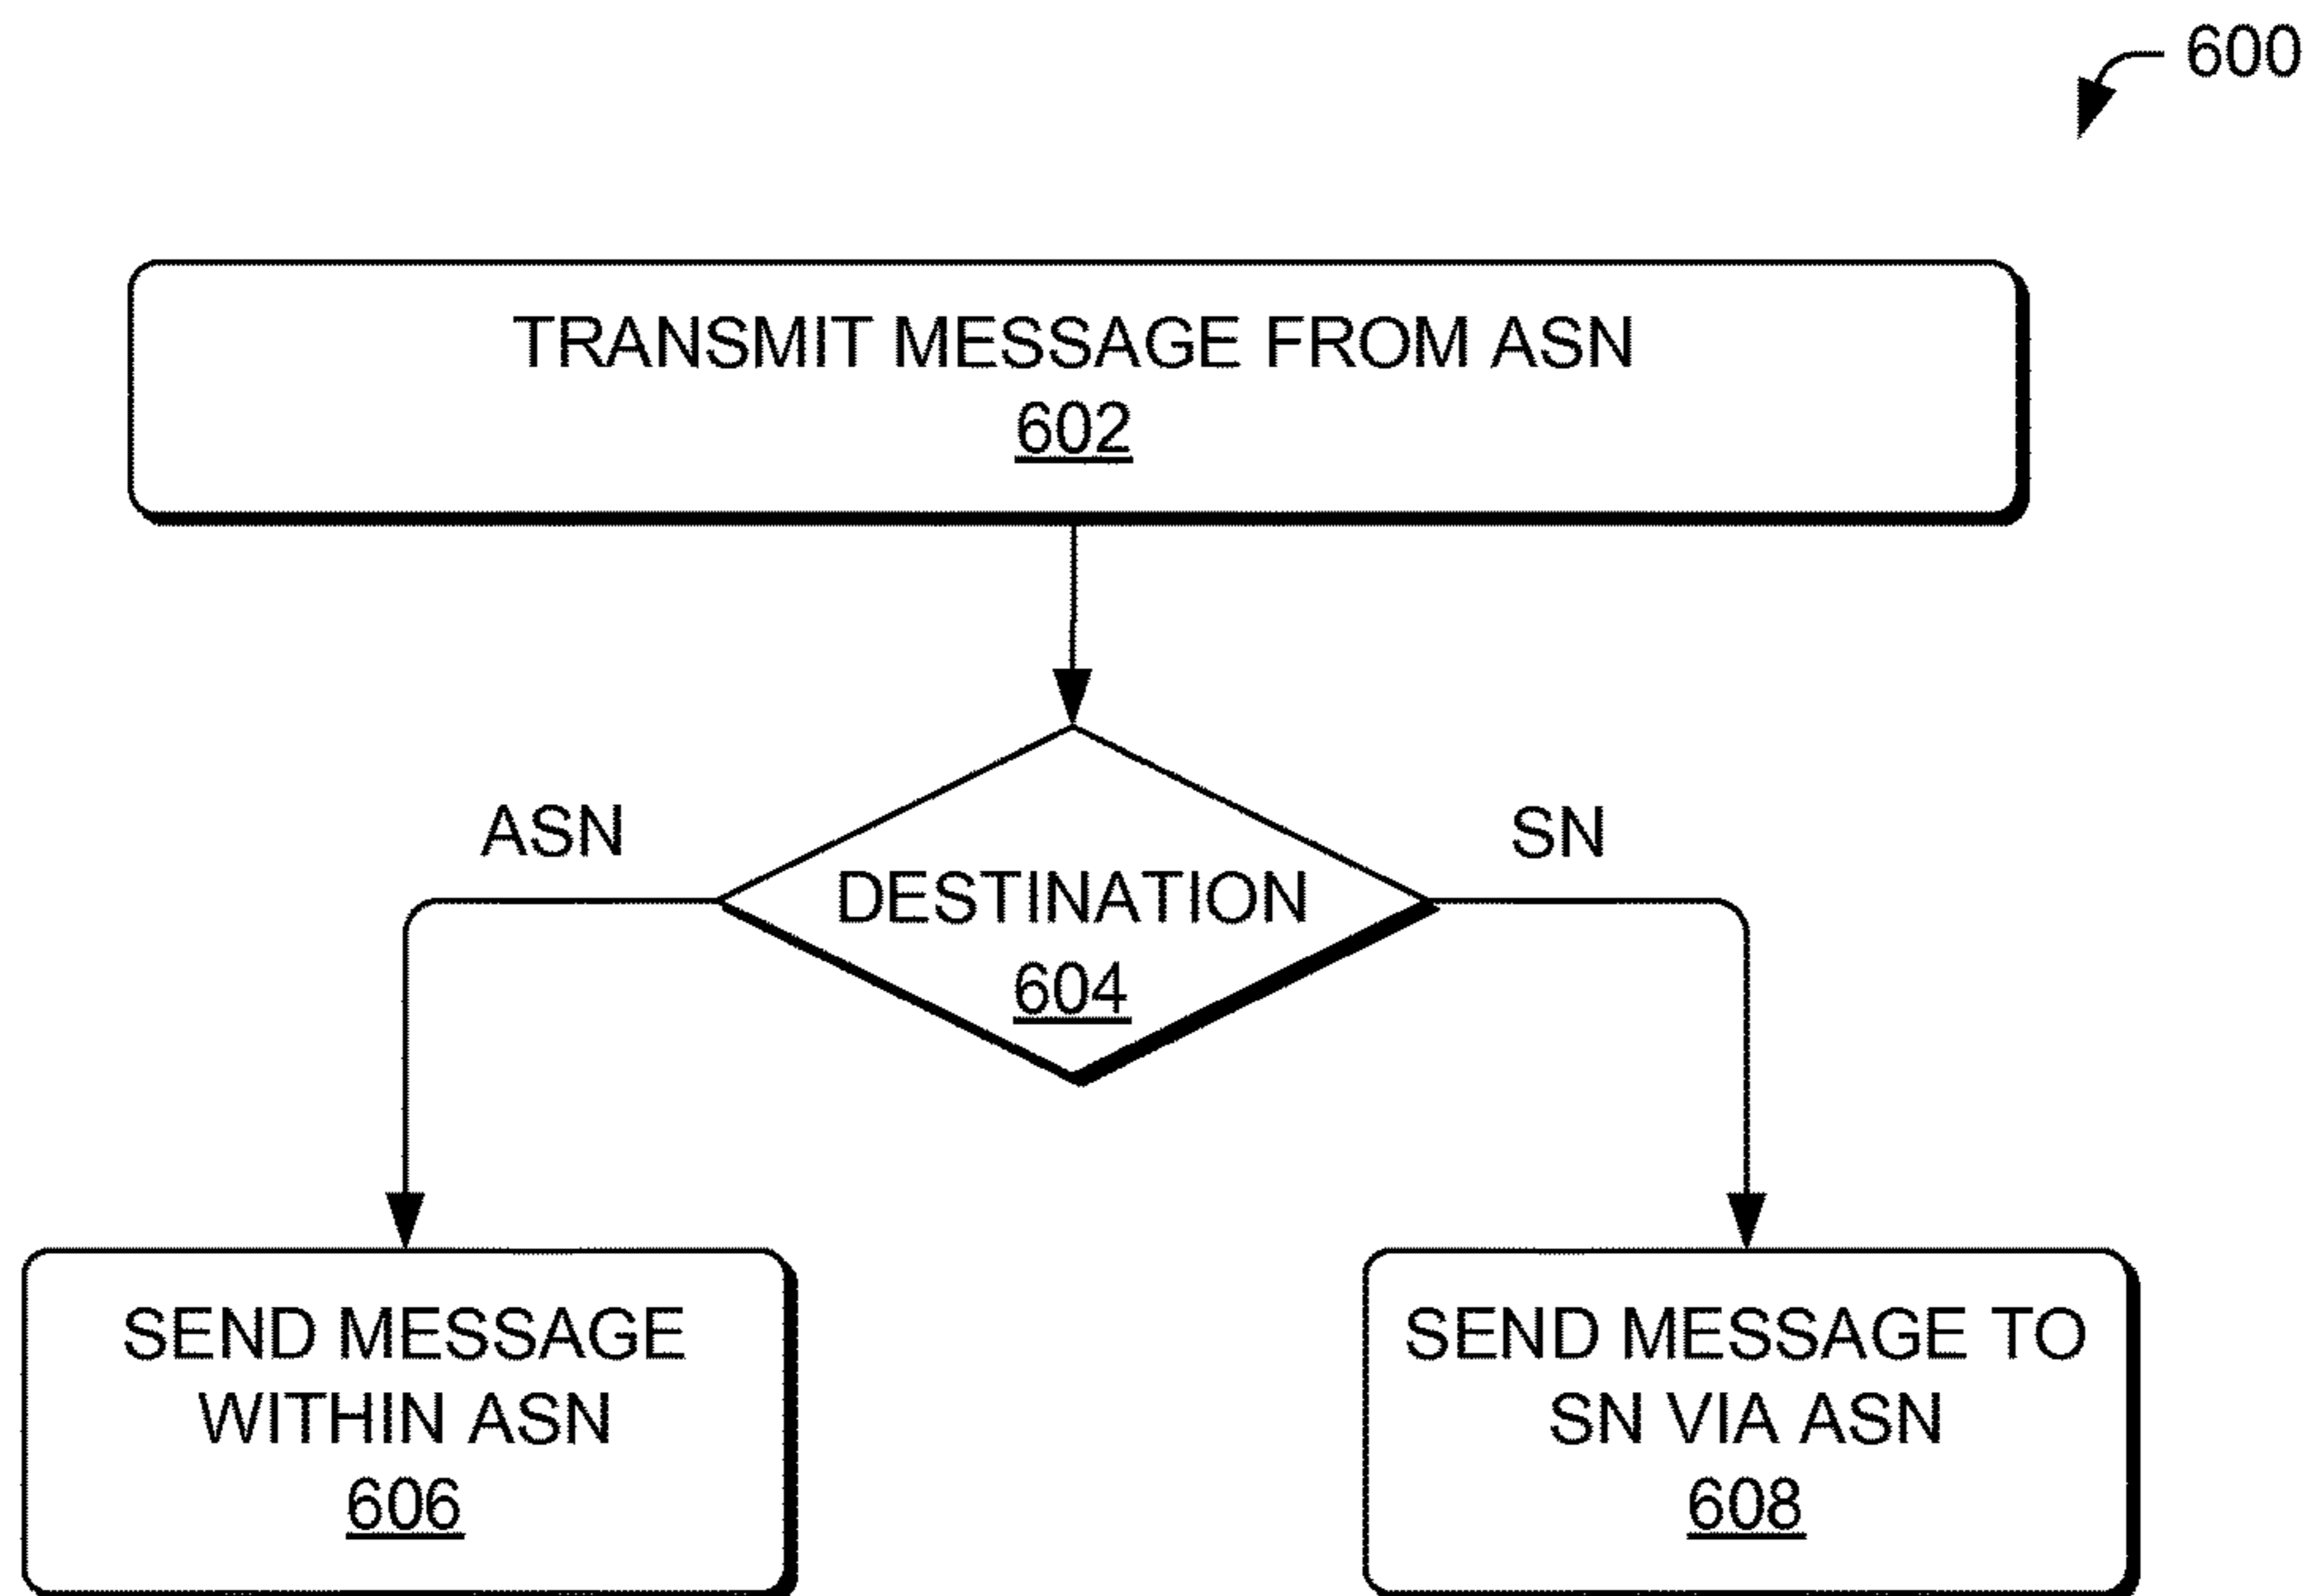 600
TRANSMIT MESSAGE FROM ASN
602
ASN
SN
DESTINATION
604
SEND MESSAGE
WITHIN ASN
606
SEND MESSAGE TO
SN VIA ASN
608